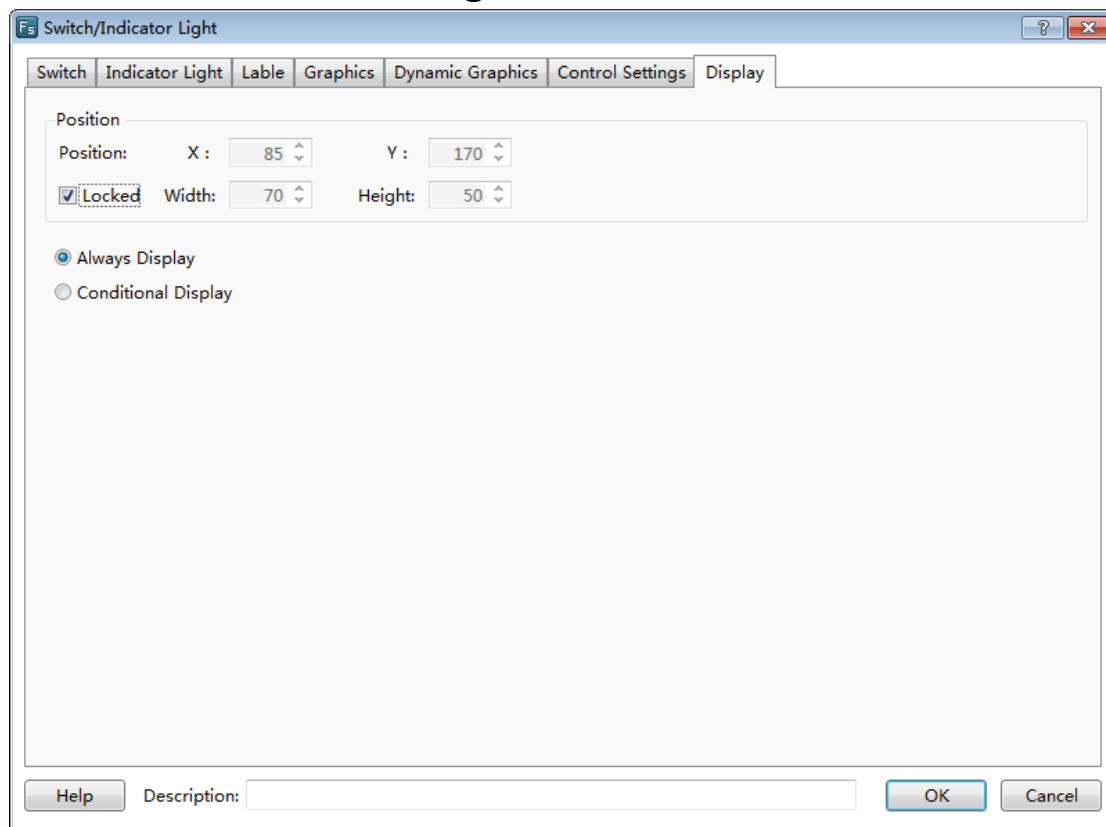 Fs Switch/Indicator Light ?
Switch Indicator Light Lable Graphics Dynamic Graphics Control Settings Display
Position
Position: X : 85 Y : 170
Locked Width: 70 Height: 50
Always Display
Conditional Display
Help Description: OK Cancel